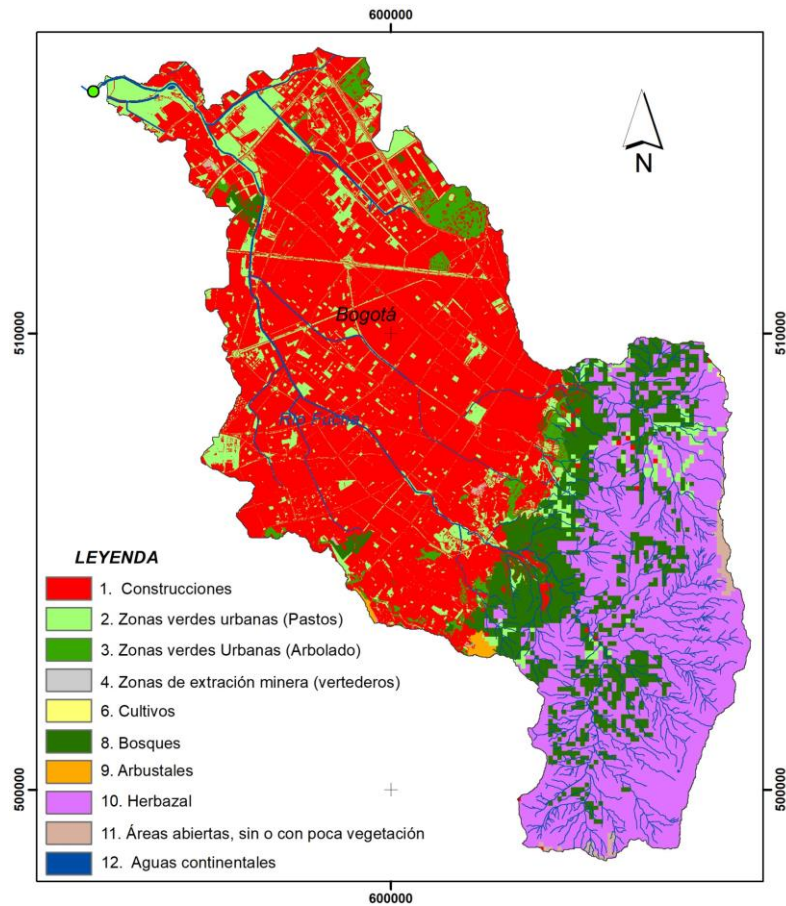 600000
N
510000
510000
Bogotá
Rio Fucha
LEYENDA
1. Construcciones
2. Zonas verdes urbanas (Pastos)
3. Zonas verdes Urbanas (Arbolado)
4. Zonas de extración minera (vertederos)
6. Cultivos
8. Bosques
9. Arbustales
10. Herbazal
11. Áreas abiertas, sin o con poca vegetación
12. Aguas continentales
500000
500000
600000